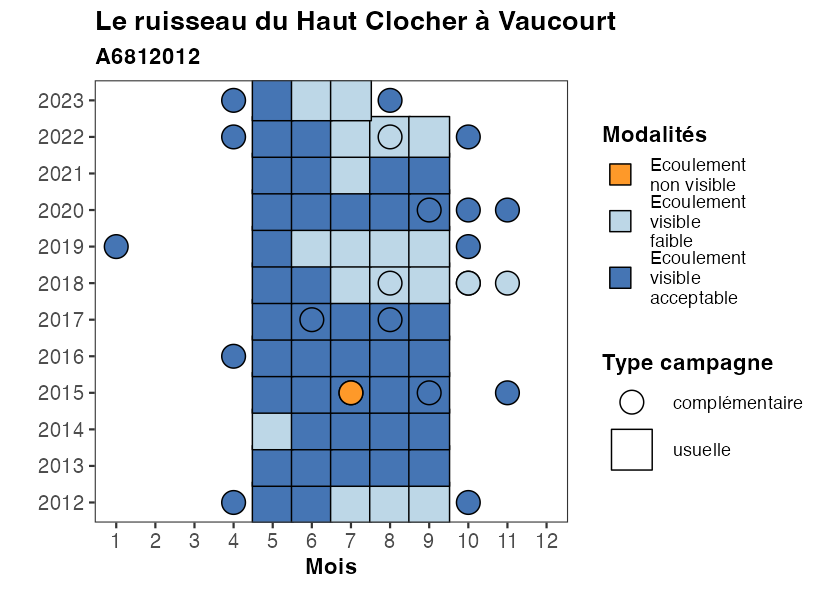 Le ruisseau du Haut Clocher à Vaucourt
A6812012
2023
2022
2021
2020
2019
2018
2017
2016
2015
2014
2013
2012
1 2 3 4 5 6 7 8 9 10 11 12
Mois
Modalités
Ecoulement
non visible
Ecoulement
visible
faible
Ecoulement
visible
acceptable
Type campagne
complémentaire
usuelle